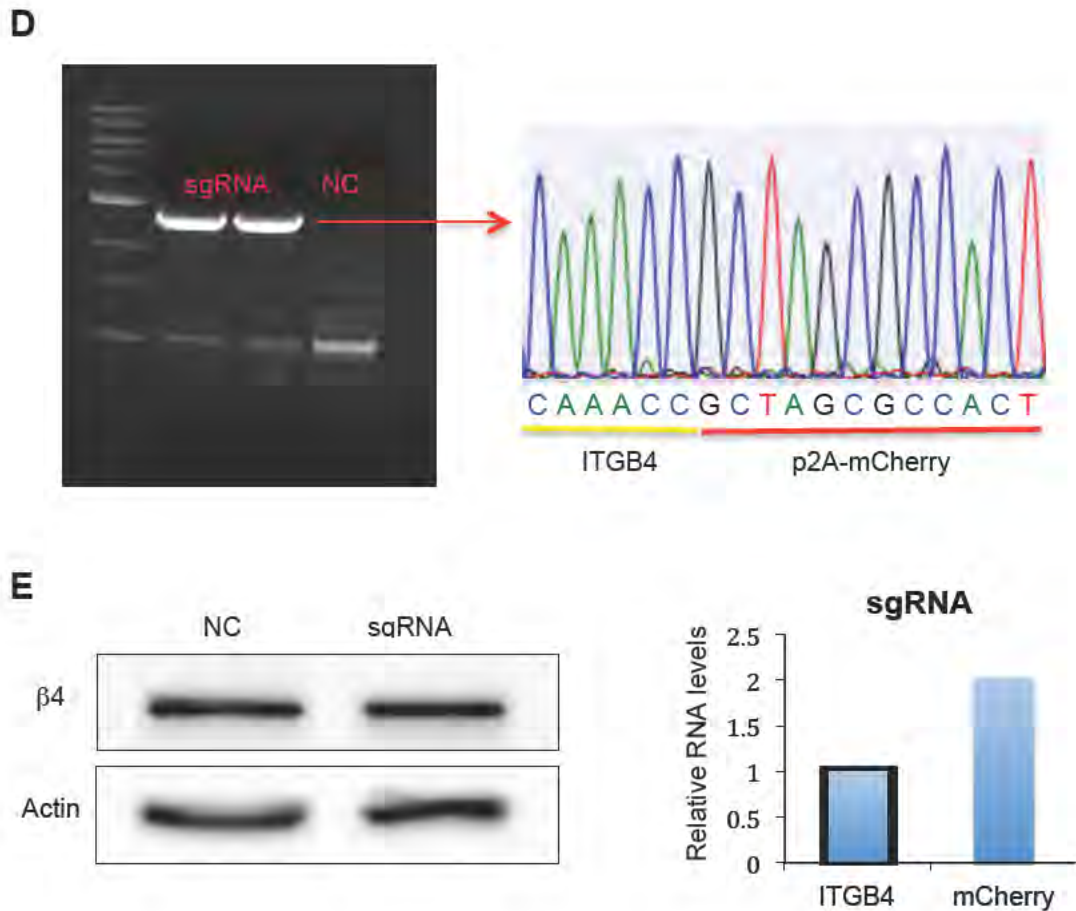 D
sgRNA NC
CAAACCGCTAGCGCCACT
ITGB4 p2A-mCherry
E
NC sgRNA
β4
Actin
sgRNA
Relative RNA levels
2.5
2
1.5
1
0.5
0
ITGB4 mCherry